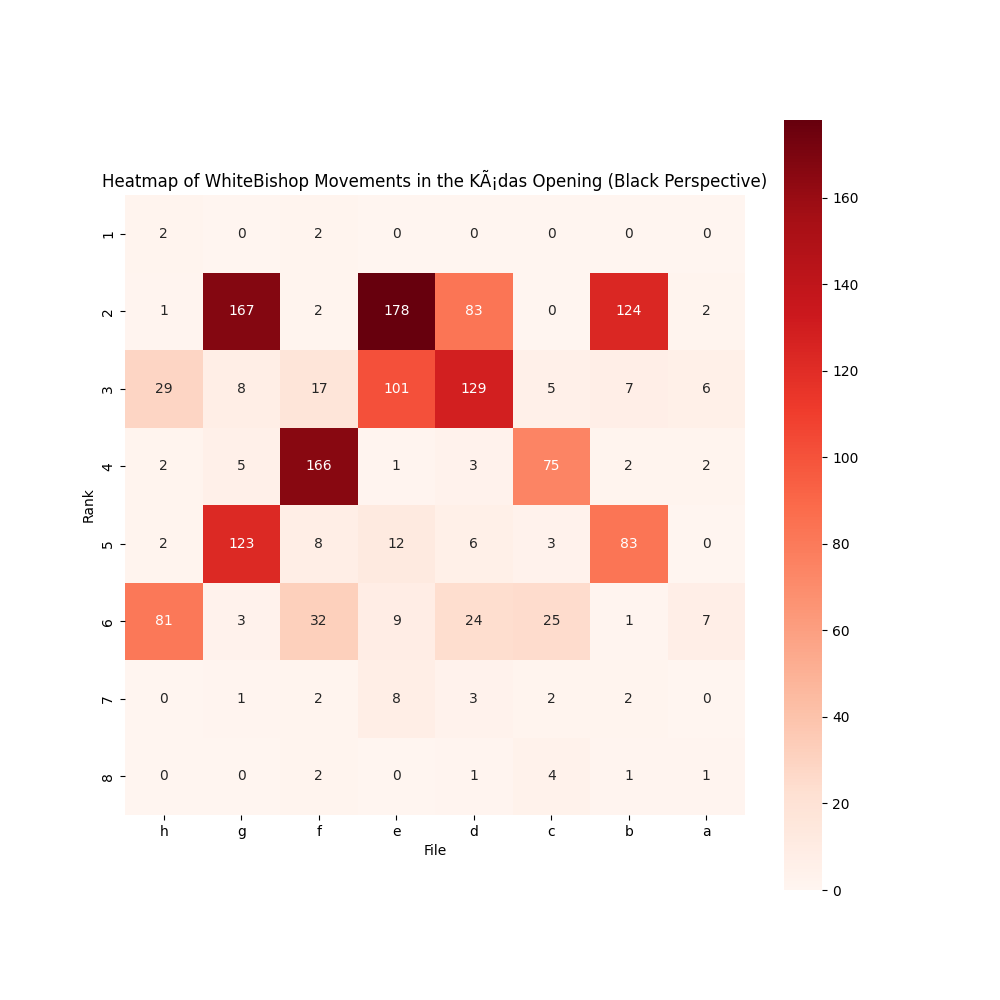 Heatmap of WhiteBishop Movements in the KÃ¡das Opening (Black Perspective)
1 2 0 2 0 0 0 0 0
2 1 167 2 178 83 0 124 2
3 29 8 17 101 129 5 7 6
4 2 5 166 1 3 75 2 2
5 2 123 8 12 6 3 83 0
6 81 3 32 9 24 25 1 7
7 0 1 2 8 3 2 2 0
8 0 0 2 0 1 4 1 1
h g f e d c b a
File
Rank
160
140
120
100
80
60
40
20
0